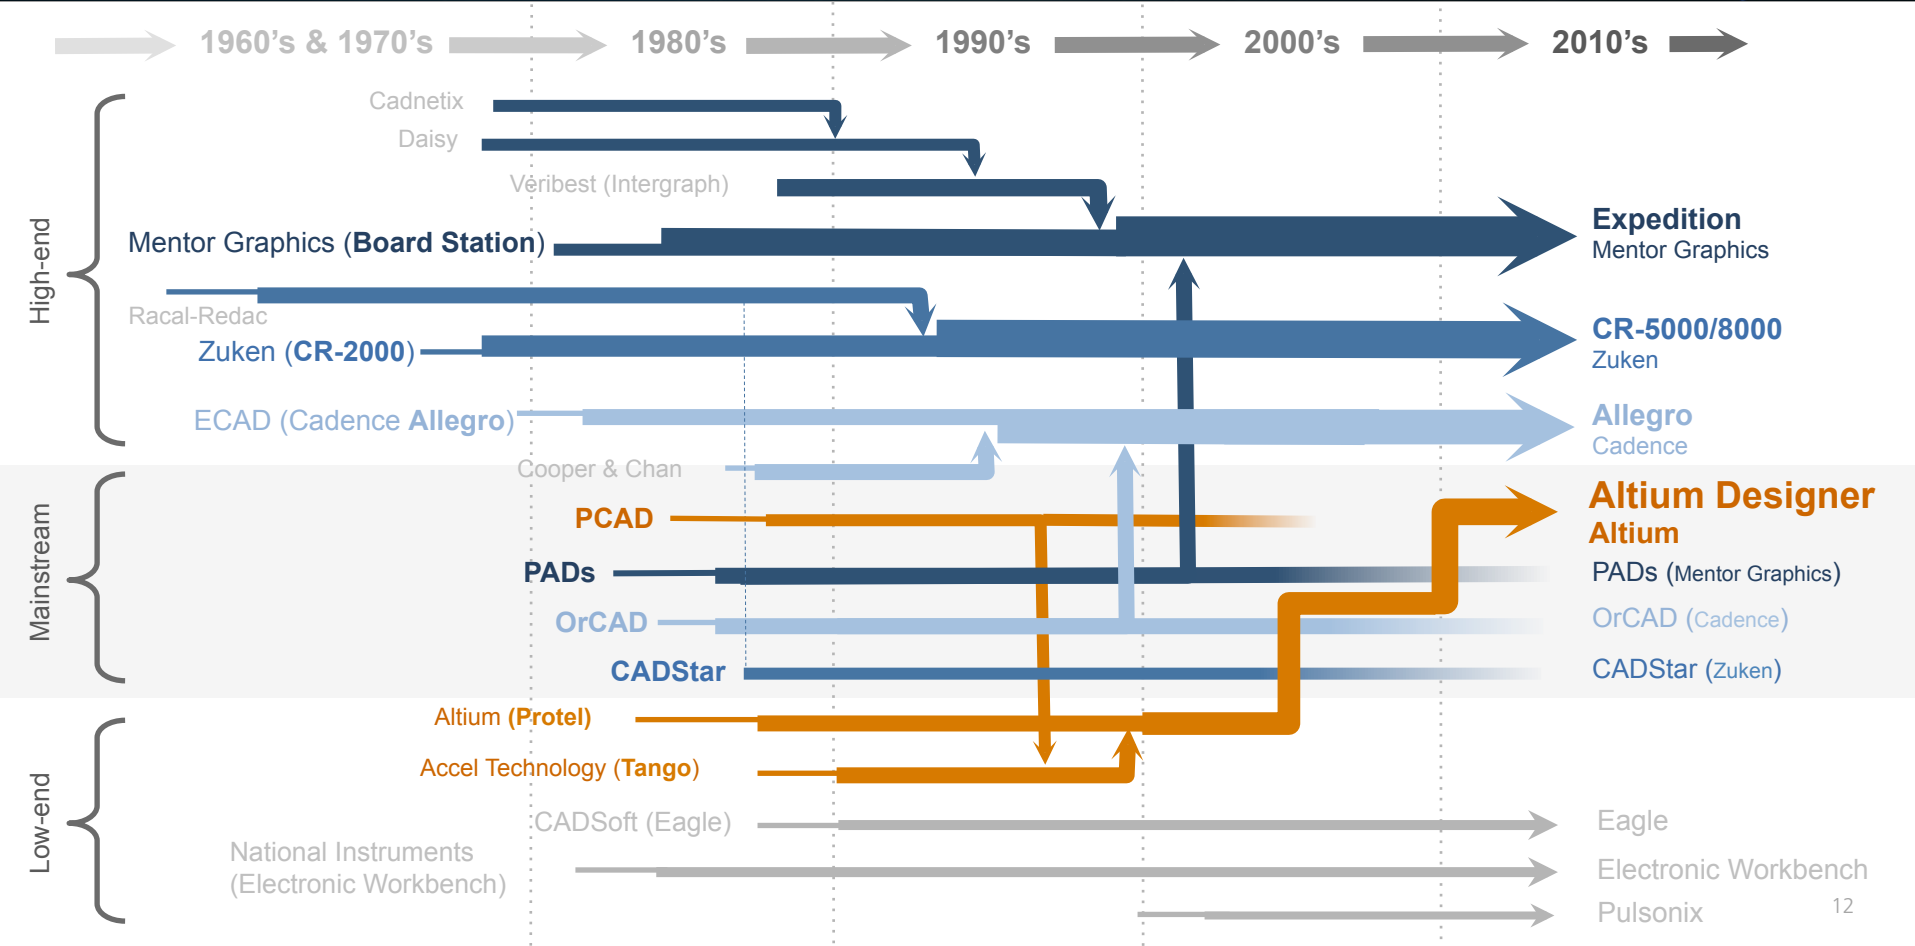 1960’s & 1970’s
1980’s
1990’s
2000’s
2010’s
High-end
Cadnetix
Daisy
Veribest (Intergraph)
Mentor Graphics (Board Station)
Expedition
Mentor Graphics
Racal-Redac
Zuken (CR-2000)
CR-5000/8000
Zuken
ECAD (Cadence Allegro)
Allegro
Cadence
Cooper & Chan
Mainstream
PCAD
Altium Designer
Altium
PADs
PADs (Mentor Graphics)
OrCAD
OrCAD (Cadence)
CADStar
CADStar (Zuken)
Low-end
Altium (Protel)
Accel Technology (Tango)
CADSoft (Eagle)
Eagle
National Instruments
(Electronic Workbench)
Electronic Workbench
Pulsonix
12